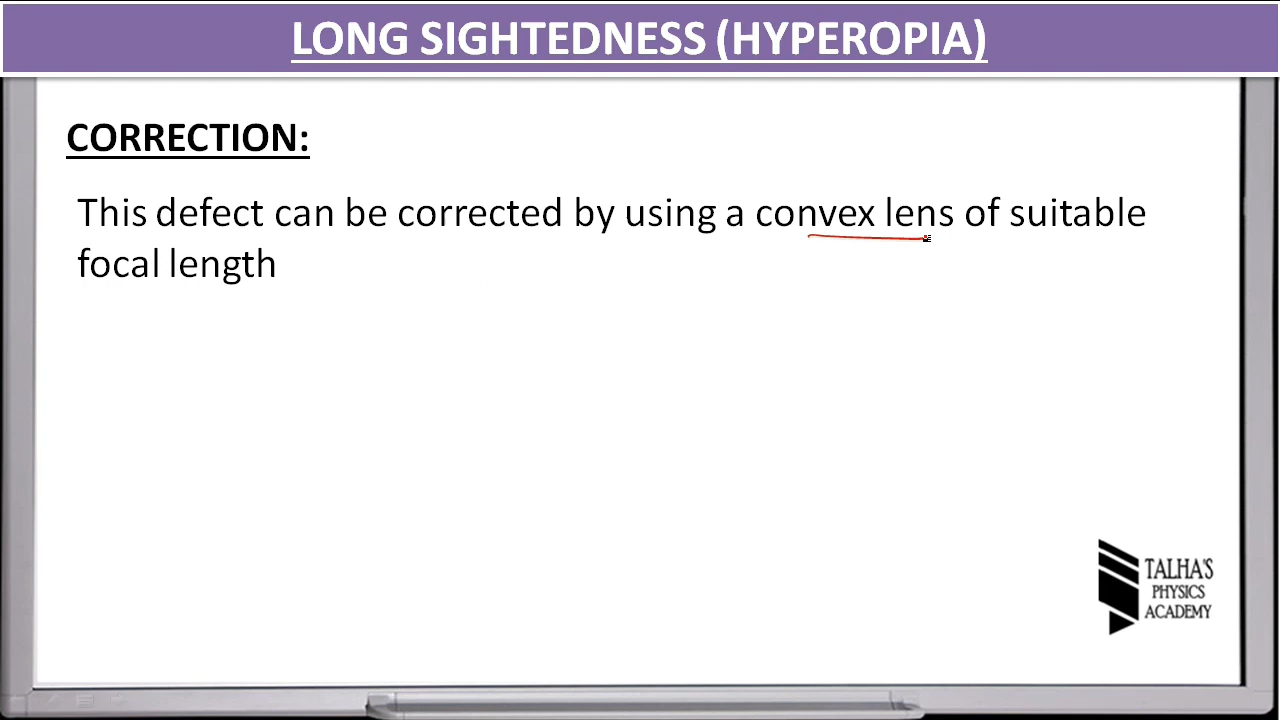 LONG SIGHTEDNESS (HYPEROPIA)
CORRECTION:
This defect can be corrected by using a convex lens of suitable
focal length
TALHA'S
PHYSICS
ACADEMY